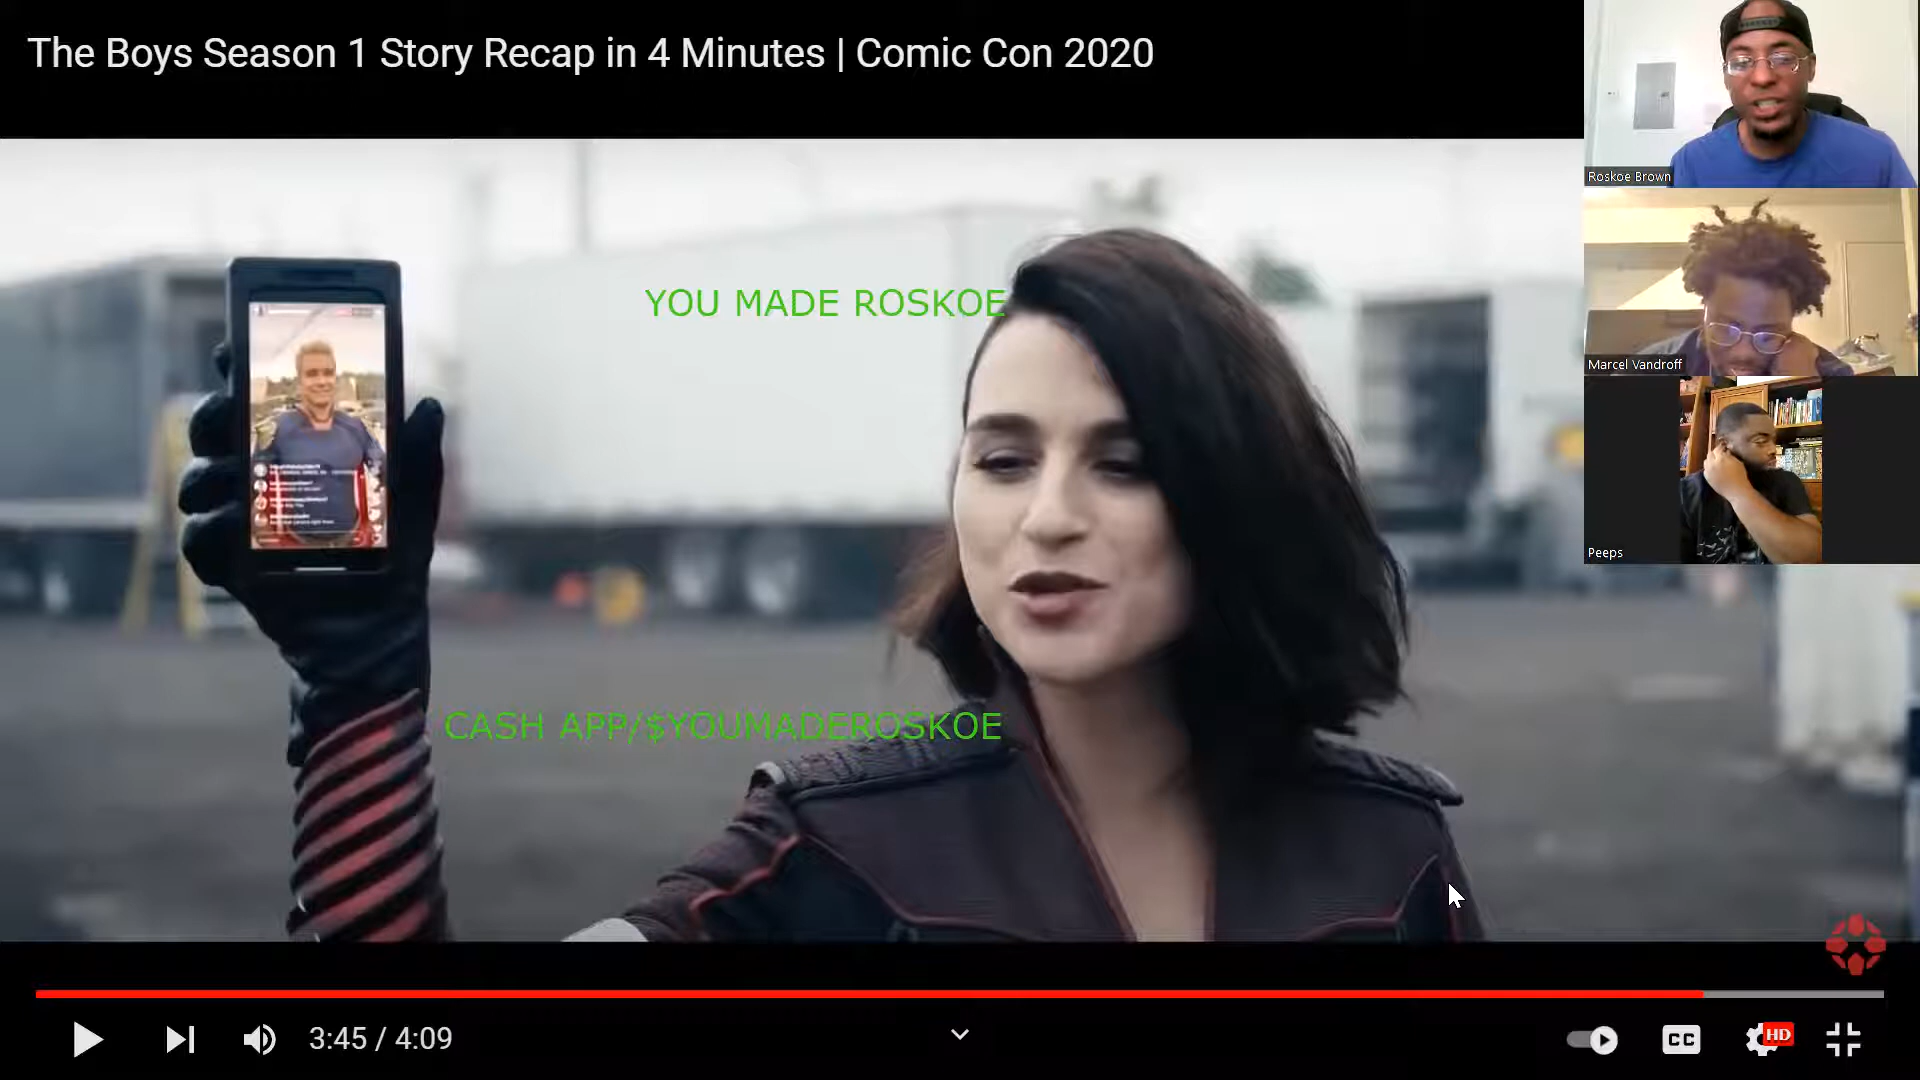 The Boys Season 1 Story Recap in 4 Minutes | Comic Con 2020
Roskoe Brown
YOU MADE ROSKOE
Marcel Vandroff
Peeps
CASH APP/$YOUMADEROSKOE
3:45 / 4:09
CC
HD